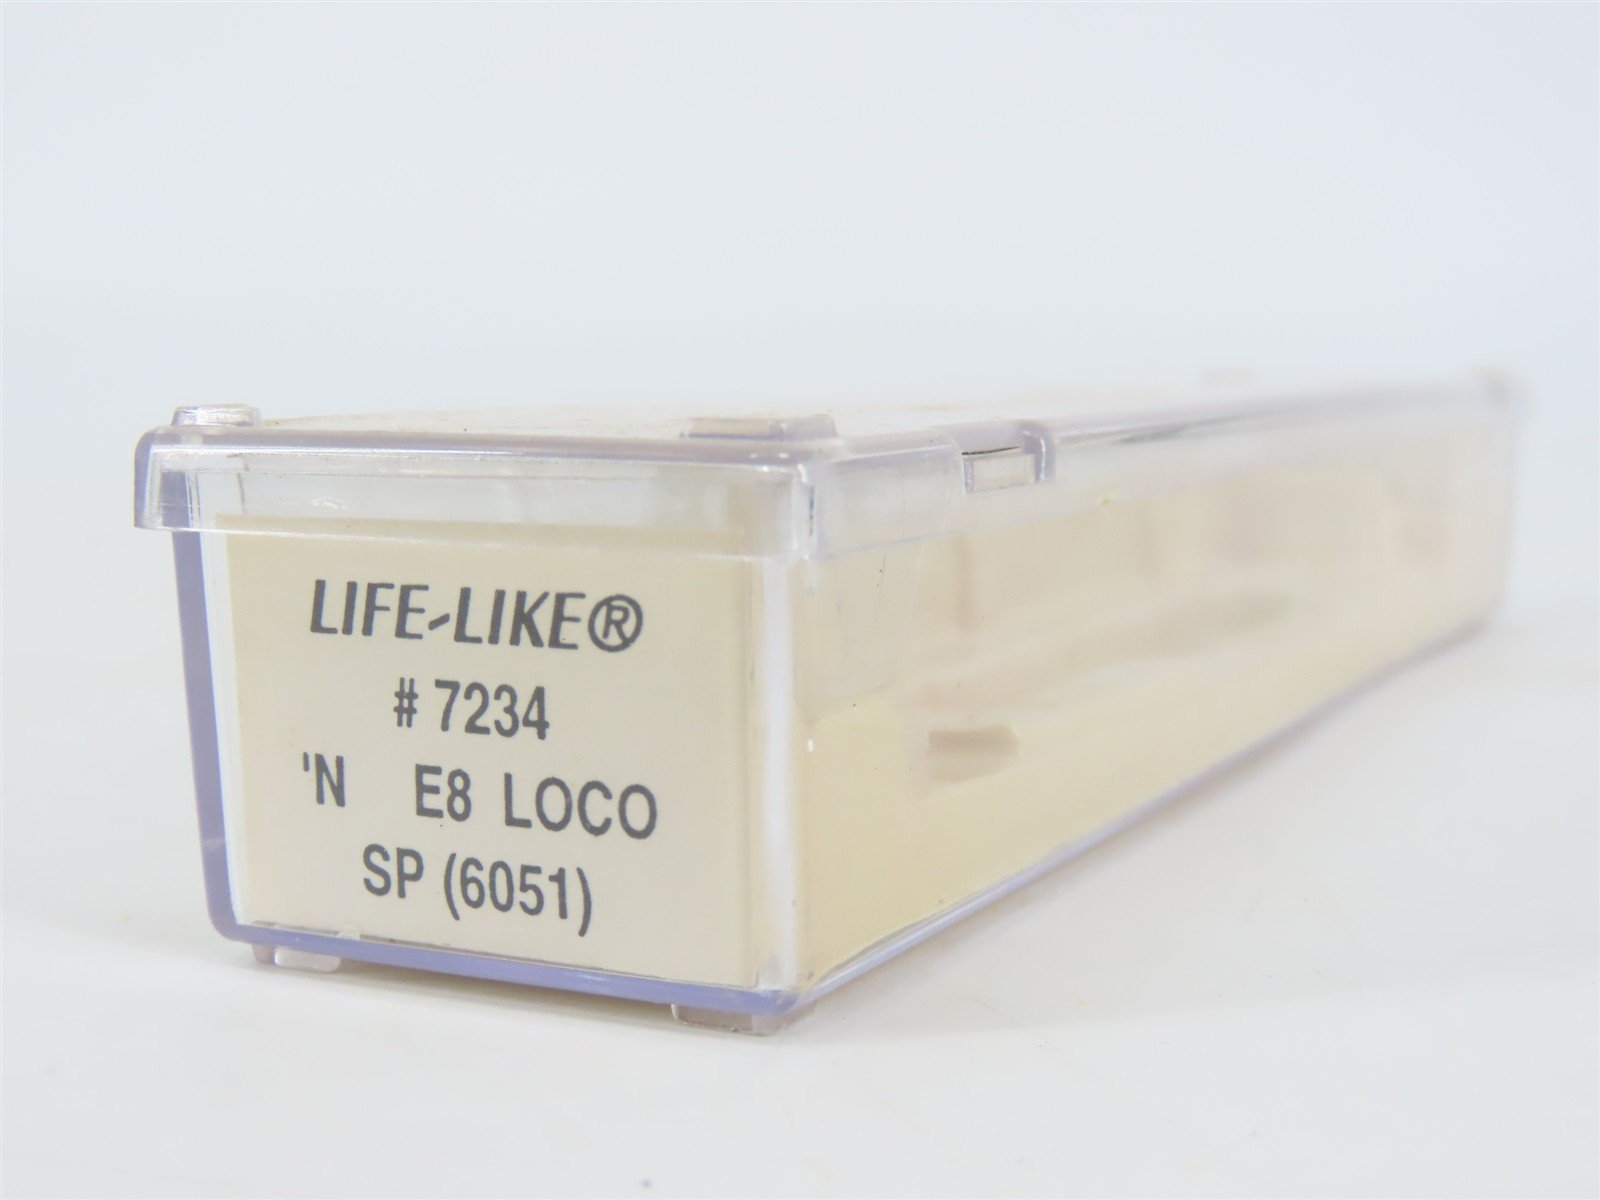 LIFE-LIKE®
# 7234
'N E8 LOCO
SP (6051)